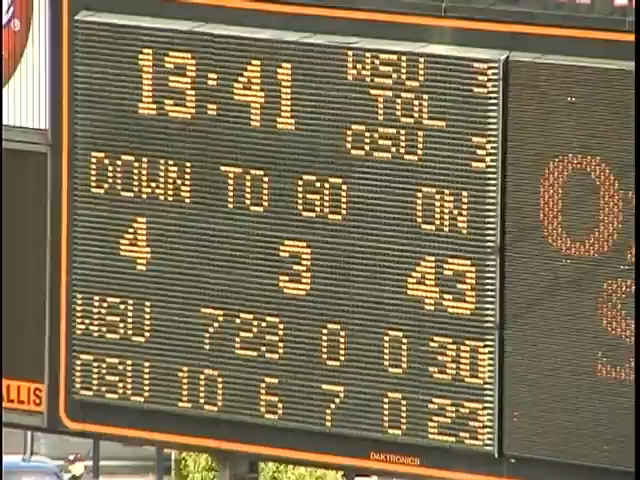 13:41 WSU 3
TOL
OSU 3
DOWN TO GO ON
4 3 43
WSU 7 23 0 0 30
OSU 10 6 7 0 23
DAKTRONICS